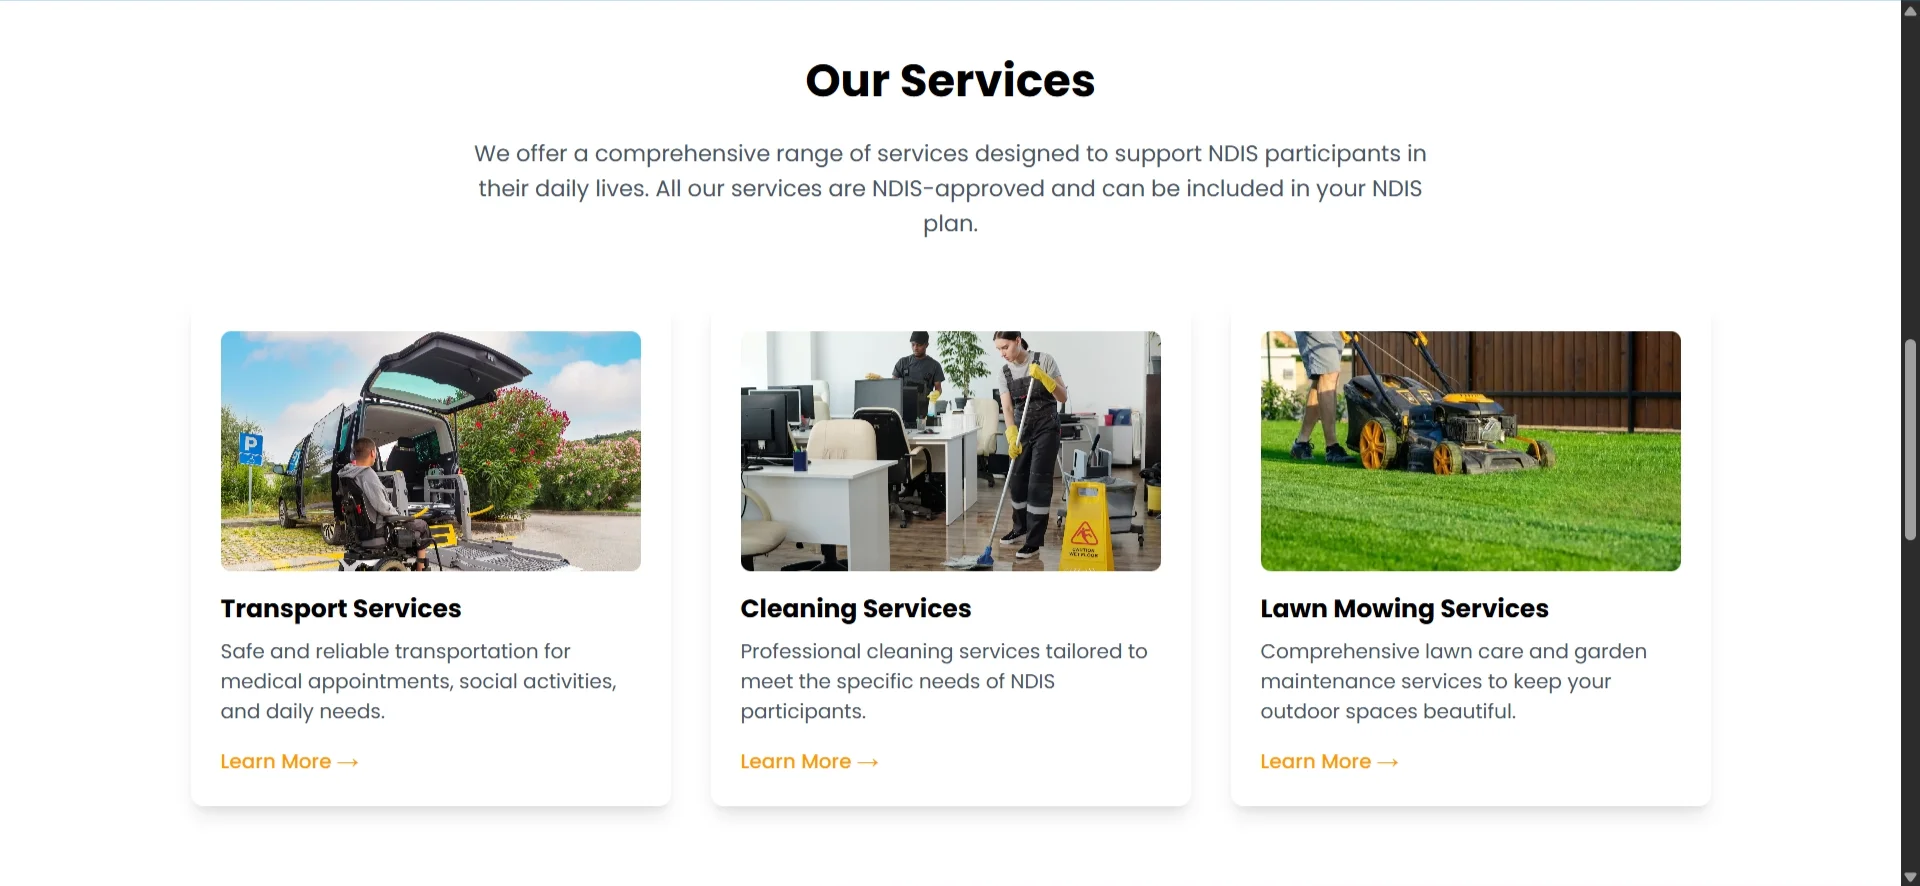 Our Services
We offer a comprehensive range of services designed to support NDIS participants in
their daily lives. All our services are NDIS-approved and can be included in your NDIS
plan.
P
CAUTION
WET FLOOR
Transport Services
Safe and reliable transportation for
medical appointments, social activities,
and daily needs.
Learn More →
Cleaning Services
Professional cleaning services tailored to
meet the specific needs of NDIS
participants.
Learn More →
Lawn Mowing Services
Comprehensive lawn care and garden
maintenance services to keep your
outdoor spaces beautiful.
Learn More →